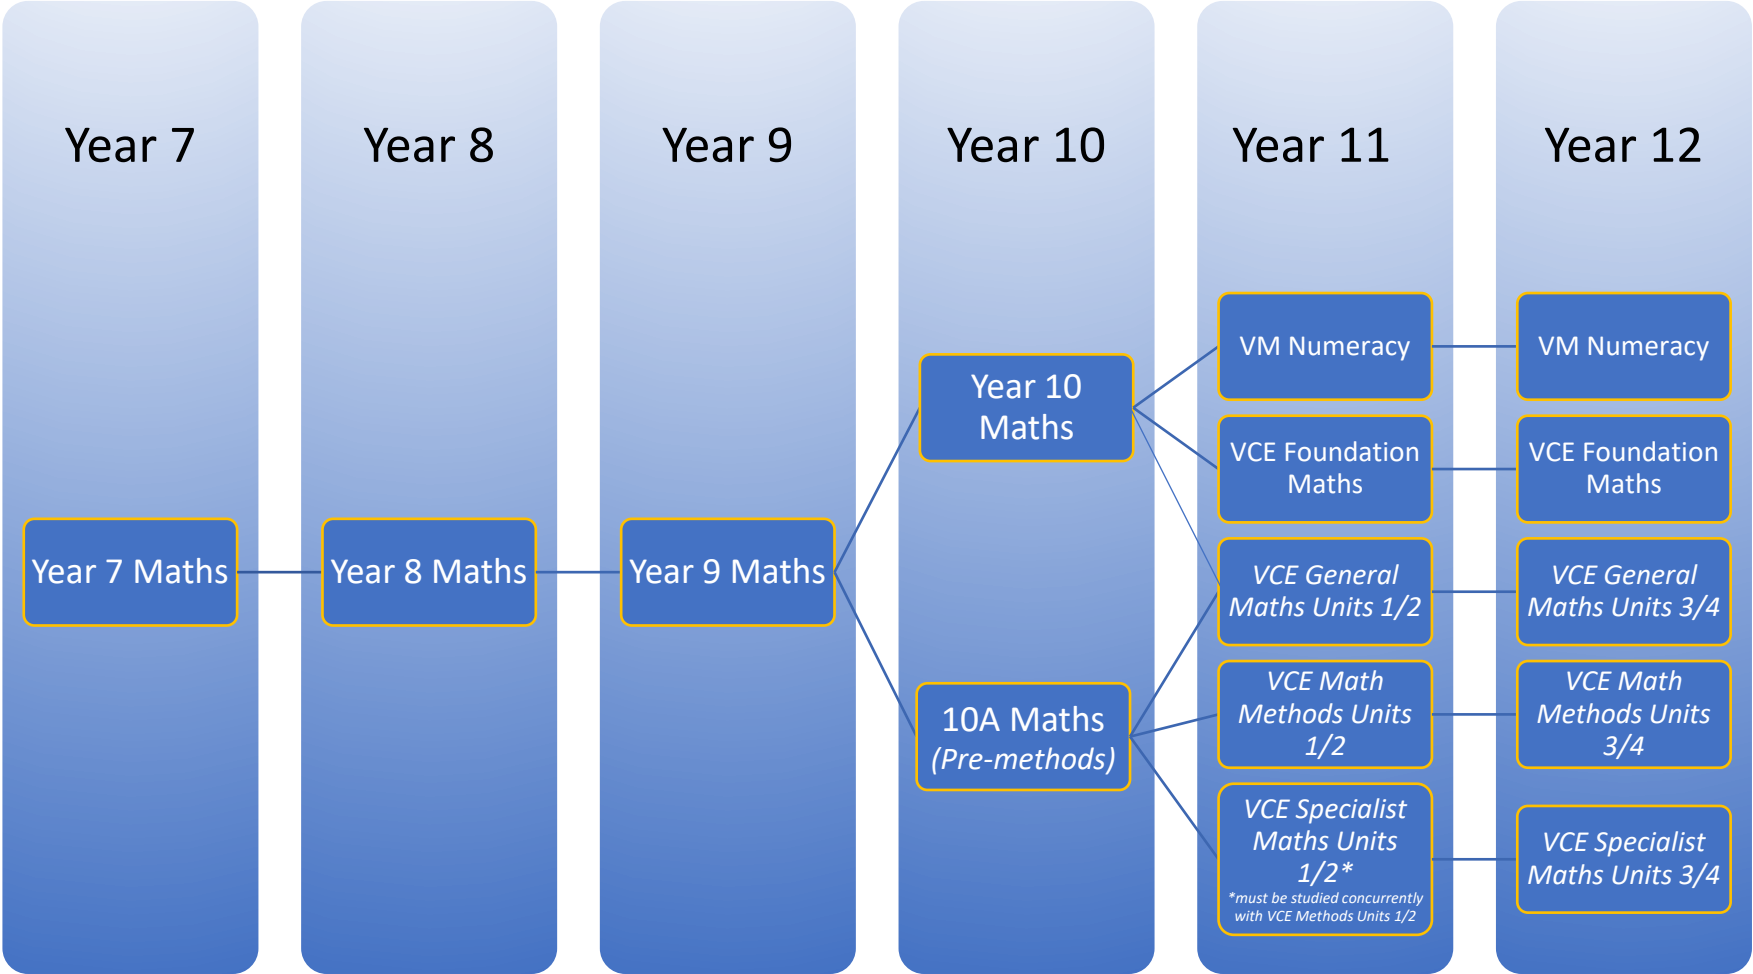 Year 7
Year 8
Year 9
Year 10
Year 11
Year 12
Year 7 Maths
Year 8 Maths
Year 9 Maths
Year 10
Maths
10A Maths
(Pre-methods)
VM Numeracy
VCE Foundation
Maths
VCE General
Maths Units 1/2
VCE Math
Methods Units
1/2
VCE Specialist
Maths Units
1/2*
*must be studied concurrently
with VCE Methods Units 1/2
VM Numeracy
VCE Foundation
Maths
VCE General
Maths Units 3/4
VCE Math
Methods Units
3/4
VCE Specialist
Maths Units 3/4